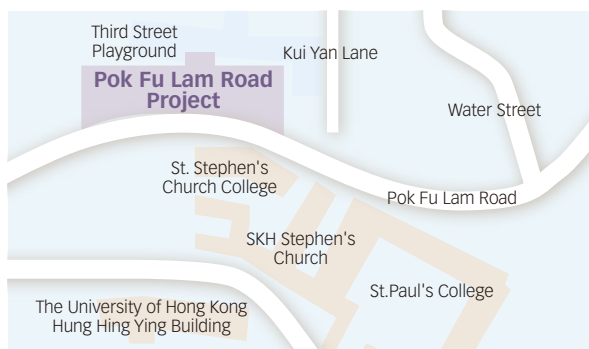 Third Street
Playground
Kui Yan Lane
Pok Fu Lam Road
Project
Water Street
St. Stephen's
Church College
Pok Fu Lam Road
SKH Stephen's
Church
St.Paul's College
The University of Hong Kong
Hung Hing Ying Building